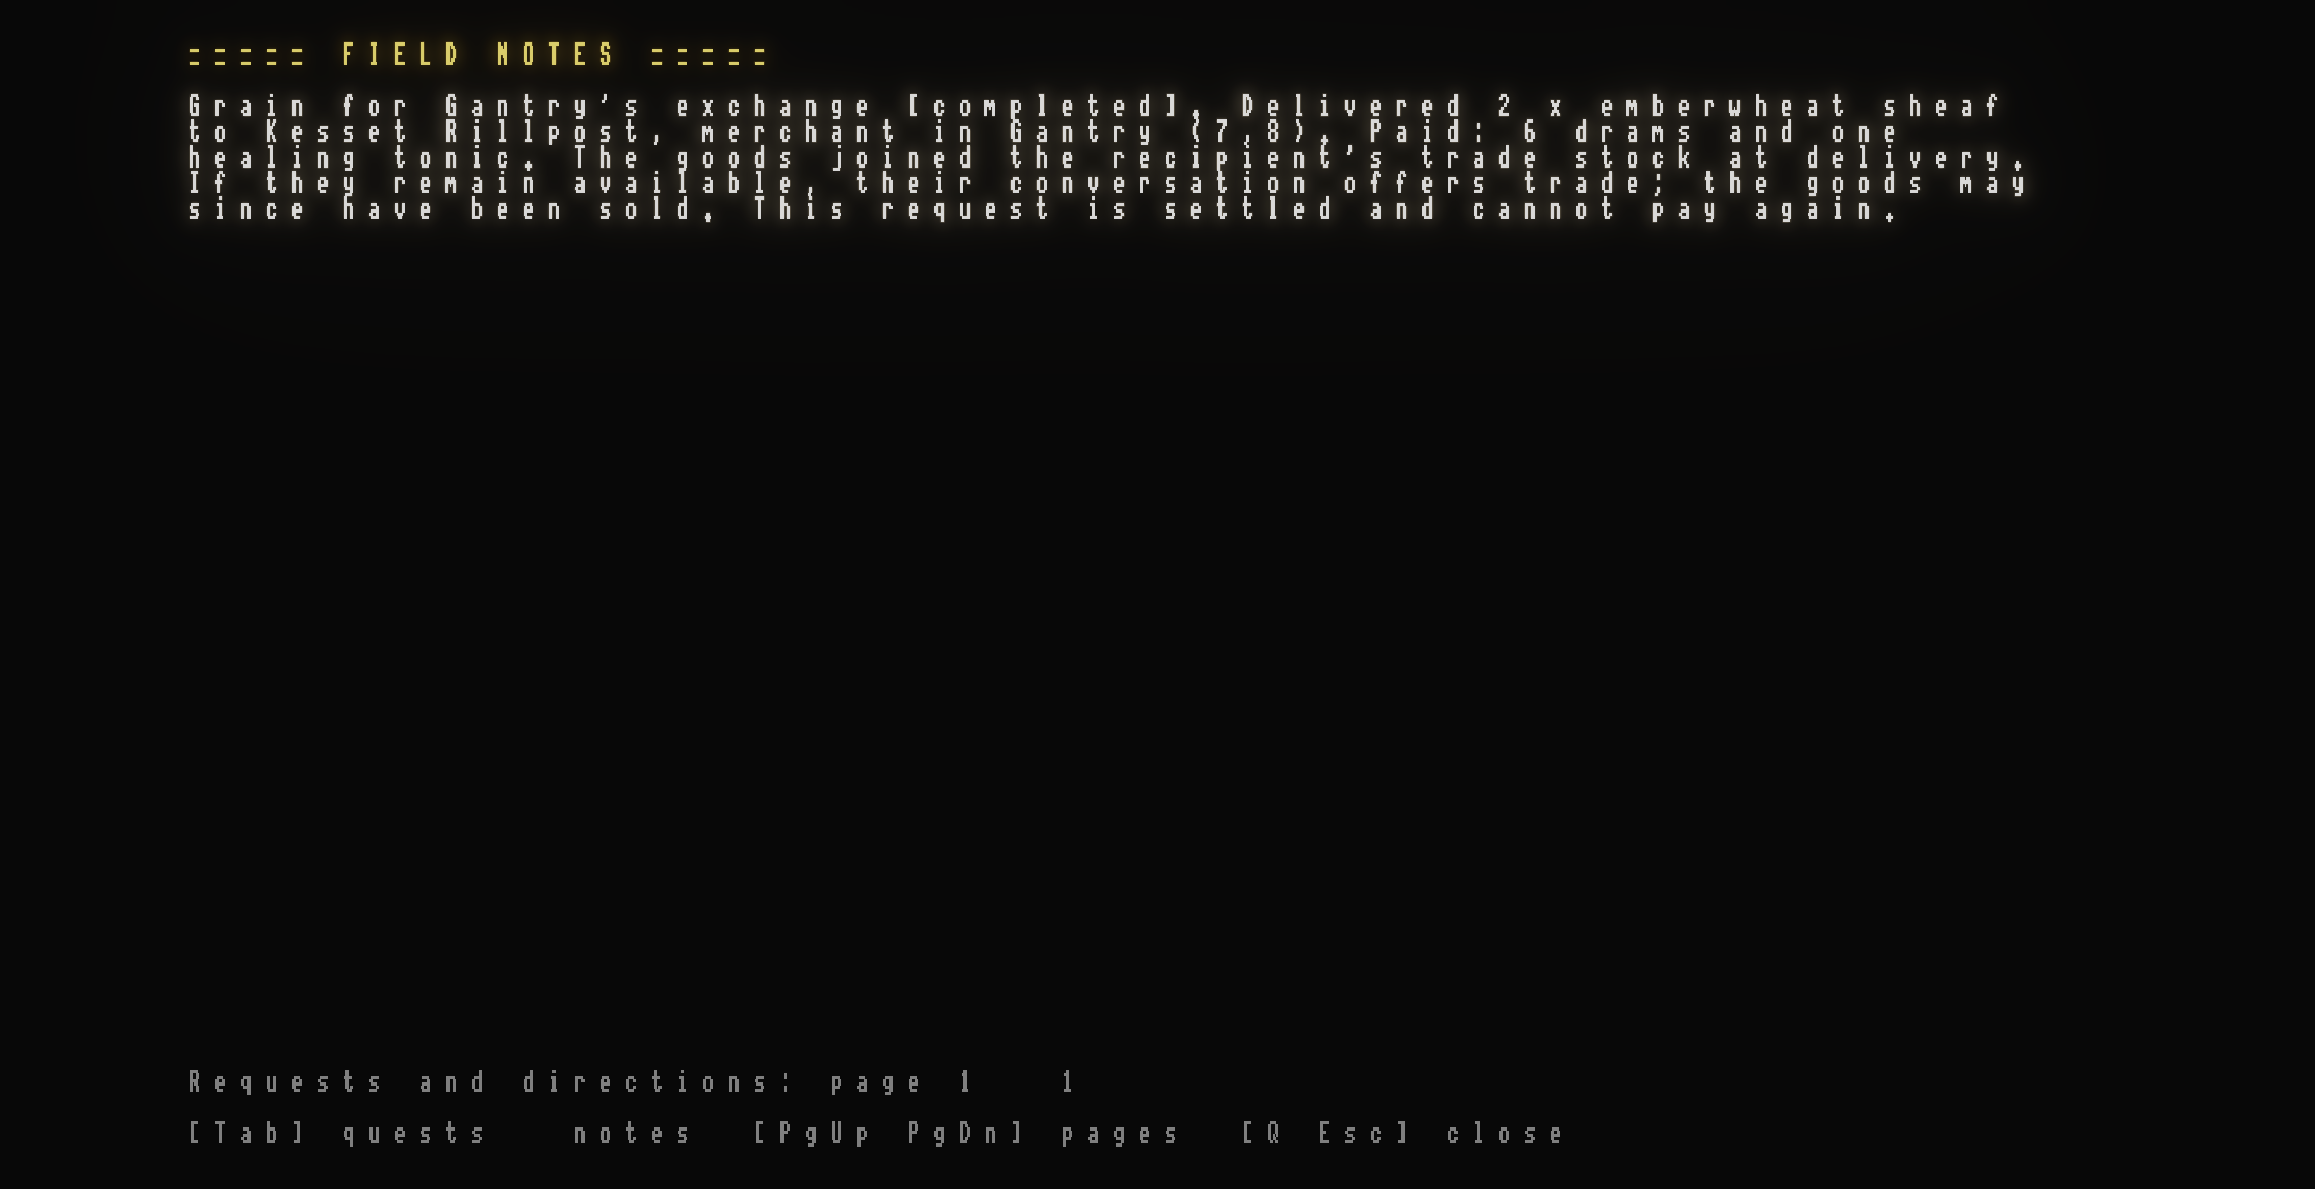 ===== FIELD NOTES =====
Grain for Gantry's exchange [completed]. Delivered 2 x emberwheat sheaf
to Kesset Rillpost, merchant in Gantry (7,8). Paid: 6 drams and one
healing tonic. The goods joined the recipient's trade stock at delivery.
If they remain available, their conversation offers trade; the goods may
since have been sold. This request is settled and cannot pay again.
Requests and directions: page 1 1
[Tab] quests notes [PgUp PgDn] pages [Q Esc] close